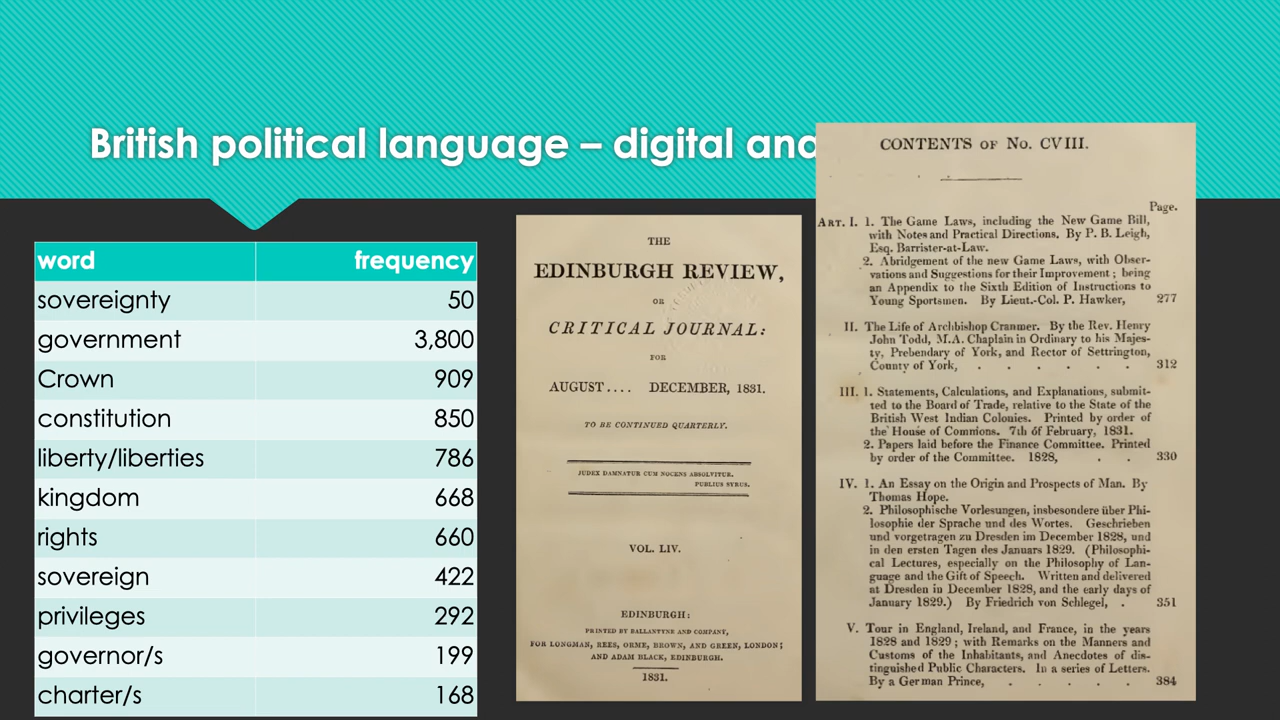 British political language – digital and
word frequency
sovereignty 50
government 3,800
Crown 909
constitution 850
liberty/liberties 786
kingdom 668
rights 660
sovereign 422
privileges 292
governor/s 199
charter/s 168
THE
EDINBURGH REVIEW,
OR
CRITICAL JOURNAL:
FOR
AUGUST.... DECEMBER, 1831.
TO BE CONTINUED QUARTERLY.
JUDEX DAMNATUR CUM NOCENS ABSOLVITUR.
PUBLIUS SYRUS.
VOL. LIV.
EDINBURGH:
PRINTED BY BALLANTYNE AND COMPANY,
FOR LONGMAN, REES, ORME, BROWN, AND GREEN, LONDON;
AND ADAM BLACK, EDINBURGH.
1831.
CONTENTS OF No. CVIII.
Page.
ART. I. 1. The Game Laws, including the New Game Bill,
with Notes and Practical Directions. By P. B. Leigh,
Esq. Barrister-at-Law.
2. Abridgement of the new Game Laws, with Obser-
vations and Suggestions for their Improvement; being
an Appendix to the Sixth Edition of Instructions to
Young Sportsmen. By Lieut.-Col. P. Hawker, 277
II. The Life of Archbishop Cranmer. By the Rev. Henry
John Todd, M.A. Chaplain in Ordinary to his Majes-
ty, Prebendary of York, and Rector of Settrington,
County of York, . . . . . . 312
III. 1. Statements, Calculations, and Explanations, submit-
ted to the Board of Trade, relative to the State of the
British West Indian Colonies. Printed by order of
the House of Commons. 7th of February, 1831.
2. Papers laid before the Finance Committee. Printed
by order of the Committee. 1828, . . 330
IV. 1. An Essay on the Origin and Prospects of Man. By
Thomas Hope.
2. Philosophische Vorlesungen, insbesondere über Phi-
losophie der Sprache und des Wortes. Geschrieben
und vorgetragen zu Dresden im December 1828, und
in den ersten Tagen des Januars 1829. (Philosophi-
cal Lectures, especially on the Philosophy of Lan-
guage and the Gift of Speech. Written and delivered
at Dresden in December 1828, and the early days of
January 1829.) By Friedrich von Schlegel, . 351
V. Tour in England, Ireland, and France, in the years
1828 and 1829; with Remarks on the Manners and
Customs of the Inhabitants, and Anecdotes of dis-
tinguished Public Characters. In a series of Letters.
By a German Prince, . . . . . 384